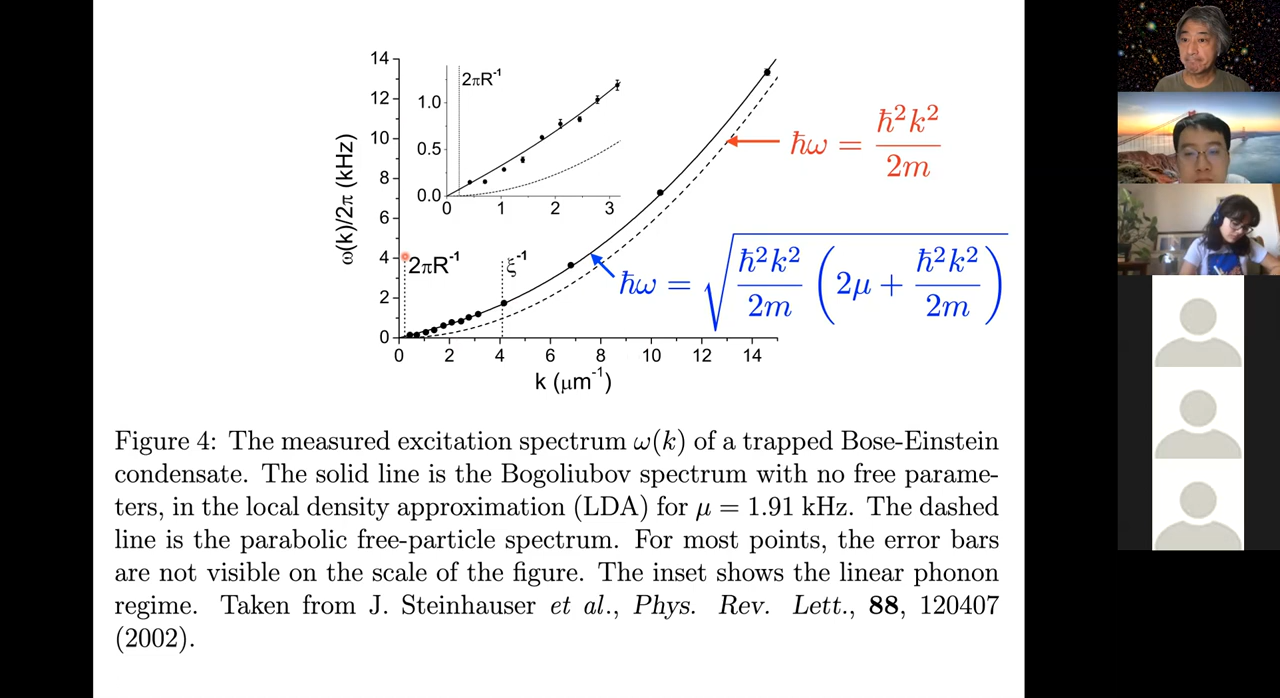 14
12
10
8
6
4
2
0
ω(k)/2π (kHz)
1.0
0.5
0.0
2πR⁻¹
0 1 2 3
2πR⁻¹
ξ⁻¹
0 2 4 6 8 10 12 14
k (μm⁻¹)
ħω = ħ²k² / 2m
ħω = √( ħ²k² / 2m ( 2μ + ħ²k² / 2m ) )
Figure 4: The measured excitation spectrum ω(k) of a trapped Bose-Einstein
condensate. The solid line is the Bogoliubov spectrum with no free parame-
ters, in the local density approximation (LDA) for μ = 1.91 kHz. The dashed
line is the parabolic free-particle spectrum. For most points, the error bars
are not visible on the scale of the figure. The inset shows the linear phonon
regime. Taken from J. Steinhauser et al., Phys. Rev. Lett., 88, 120407
(2002).